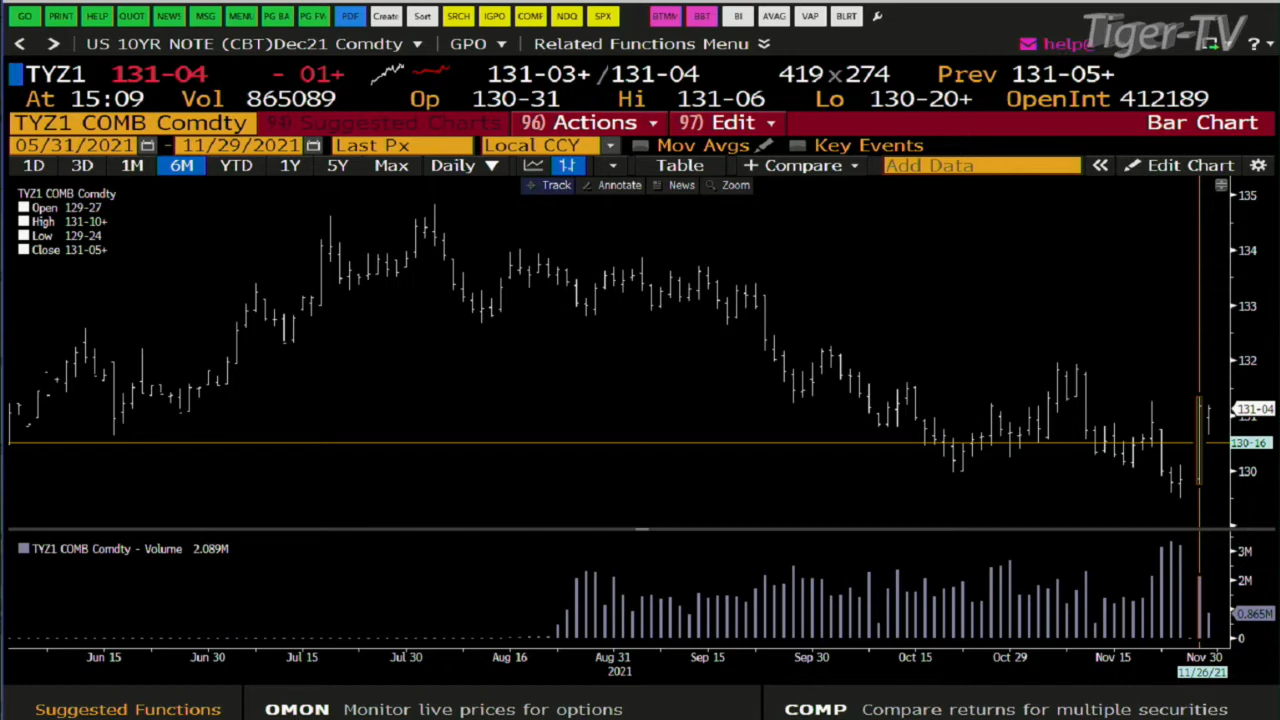 GO PRINT HELP QUOT NEWS MSG MENU PG BA PG FW PDF Create Sort SRCH IGPO COMF NDQ SPX BTMM BBT BI AVAG VAP BLRT
Tiger-TV
< > US 10YR NOTE (CBT)Dec21 Comdty GPO Related Functions Menu help ?
TYZ1 131-04 - 01+ 131-03+/131-04 419x274 Prev 131-05+
At 15:09 Vol 865089 Op 130-31 Hi 131-06 Lo 130-20+ OpenInt 412189
TYZ1 COMB Comdty 94) Suggested Charts 96) Actions 97) Edit Bar Chart
05/31/2021 - 11/29/2021 Last Px Local CCY Mov Avgs Key Events
1D 3D 1M 6M YTD 1Y 5Y Max Daily Table + Compare Add Data « Edit Chart
Track Annotate News Zoom
TYZ1 COMB Comdty
Open 129-27
High 131-10+
Low 129-24
Close 131-05+
135
134
133
132
131-04
131
130-16
130
TYZ1 COMB Comdty - Volume 2.089M
3M
2M
0.865M
0
Jun 15 Jun 30 Jul 15 Jul 30 Aug 16 Aug 31 Sep 15 Sep 30 Oct 15 Oct 29 Nov 15 Nov 30
2021 11/26/21
Suggested Functions OMON Monitor live prices for options COMP Compare returns for multiple securities